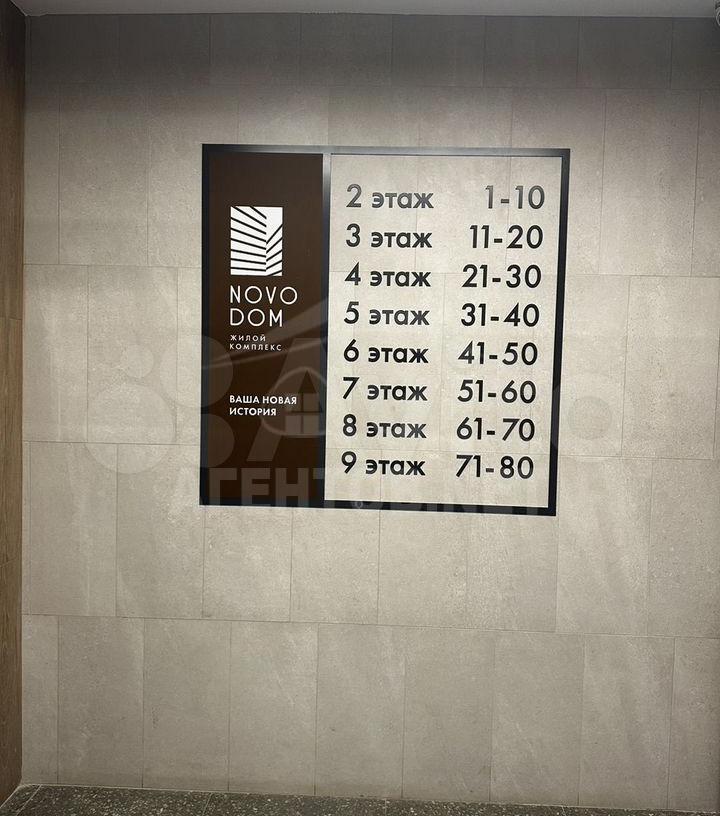 NOVO
DOM
ЖИЛОЙ
КОМПЛЕКС
ВАША НОВАЯ
ИСТОРИЯ
2 этаж 1-10
3 этаж 11-20
4 этаж 21-30
5 этаж 31-40
6 этаж 41-50
7 этаж 51-60
8 этаж 61-70
9 этаж 71-80